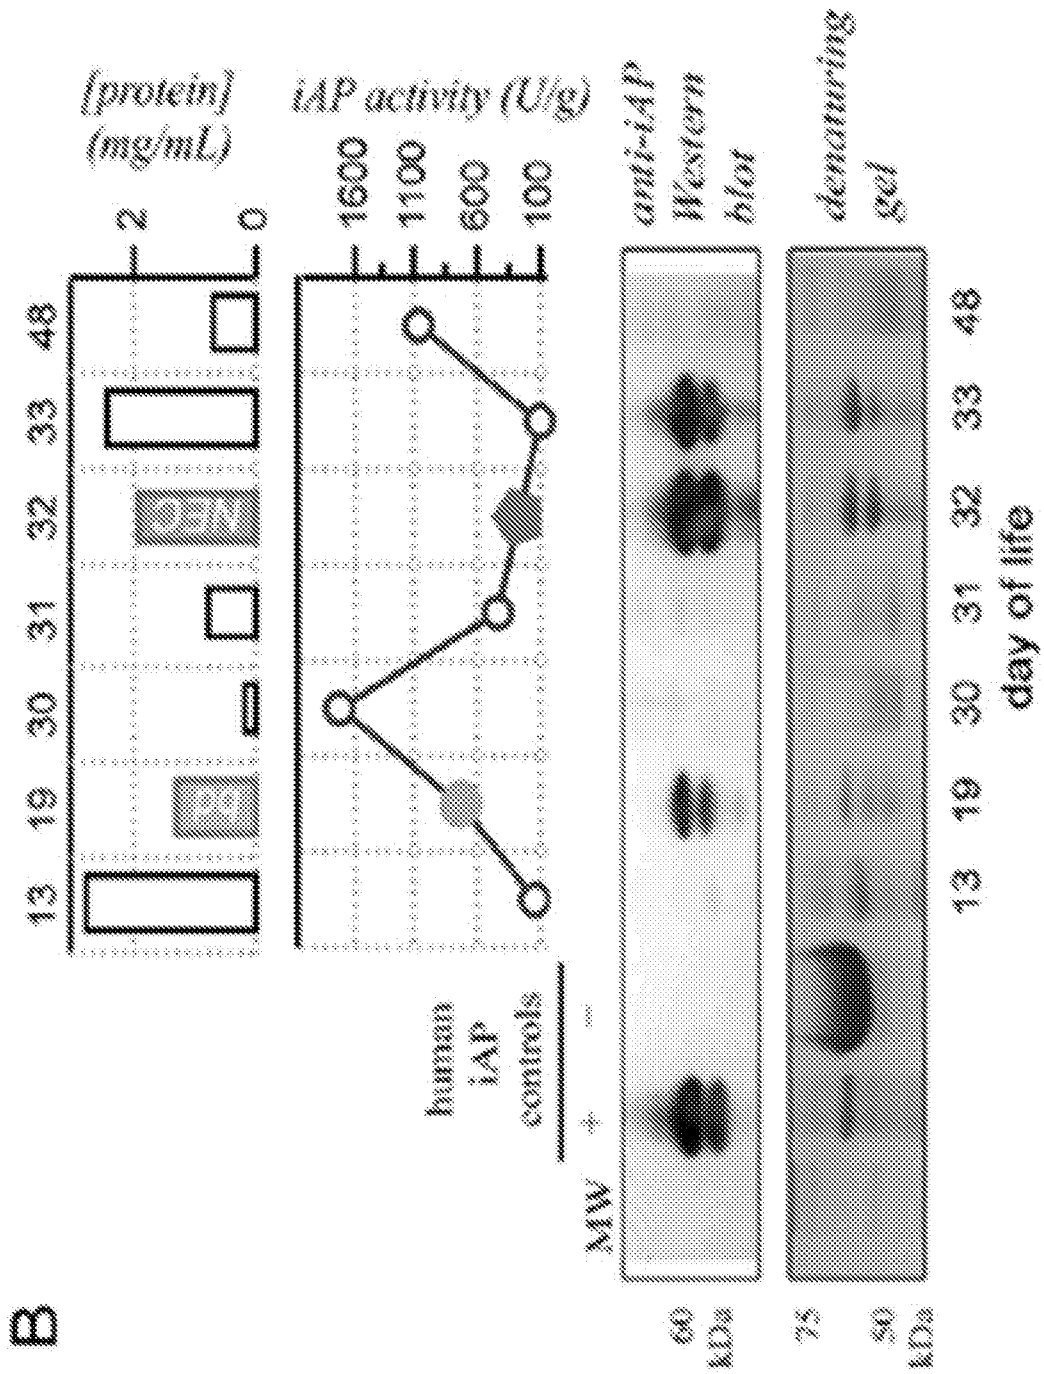 B
13 19 30 31 32 33 48
[protein]
(mg/mL)
2
0
pp
NEC
iAP activity (U/g)
1600
1100
600
100
human
iAP
controls
MW + −
60
kDa
anti-iAP
Western
blot
75
50
kDa
denaturing
gel
13 19 30 31 32 33 48
day of life